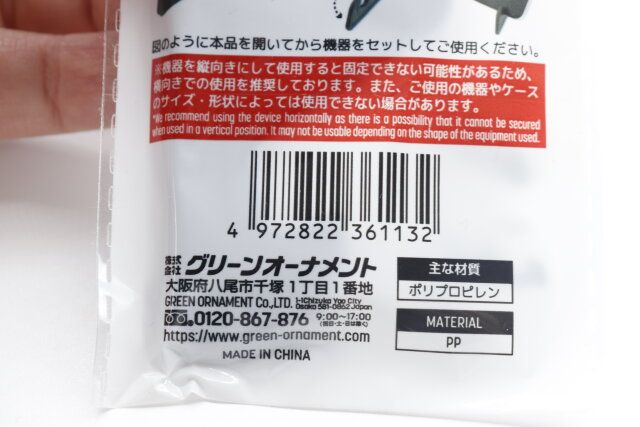 図のように本品を開いてから機器をセットしてご使用ください。
※機器を縦向きにして使用すると固定できない可能性があるため、
横向きでの使用を推奨しております。また、ご使用の機器やケース
のサイズ・形状によっては使用できない場合があります。
*We recommend using the device horizontally as there is a possibility that it cannot be secured
when used in a vertical position. It may not be usable depending on the shape of the equipment used.
4 972822 361132
株式会社 グリーンオーナメント
大阪府八尾市千塚1丁目1番地
GREEN ORNAMENT Co.,LTD. 1-1Chizuka Yao City Osaka 581-0862 Japan
0120-867-876 9:00〜17:00 (祝日・土・日は除く)
https://www.green-ornament.com
MADE IN CHINA
主な材質
ポリプロピレン
MATERIAL
PP